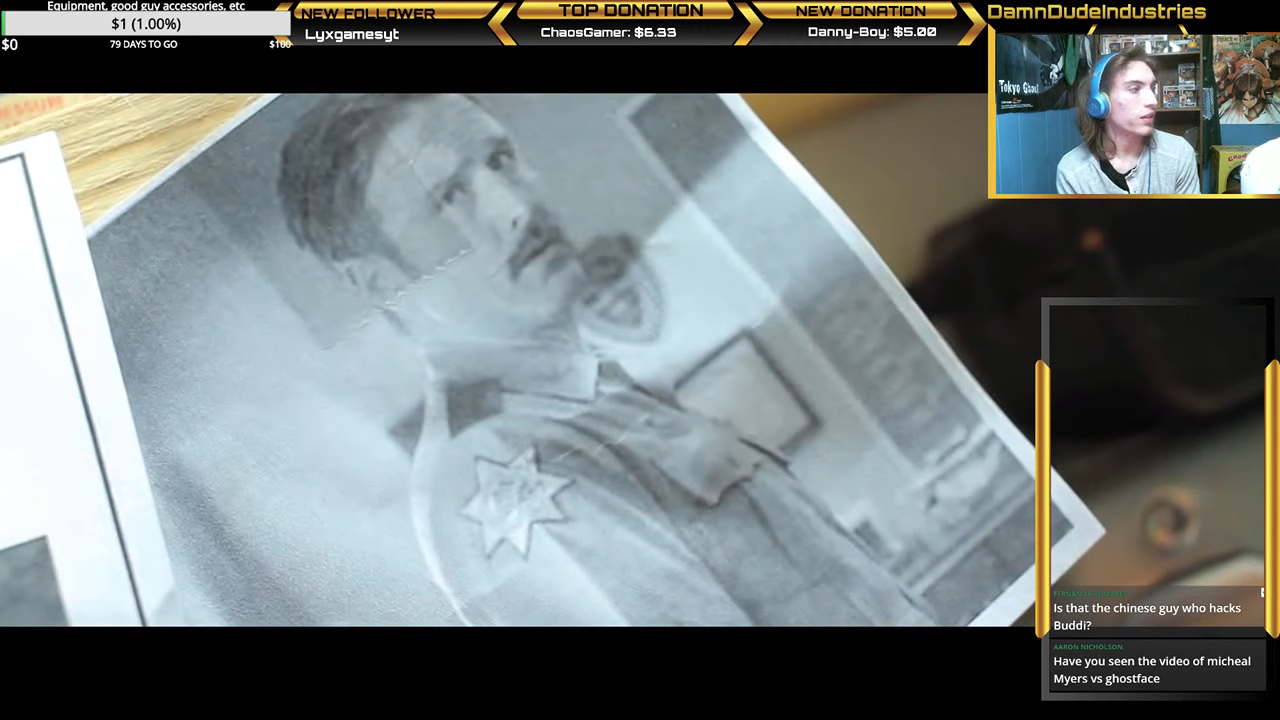 Equipment, good guy accessories, etc
$1 (1.00%)
$0
79 DAYS TO GO
$100
NEW FOLLOWER
Lyxgamesyt
TOP DONATION
ChaosGamer: $6.33
NEW DONATION
Danny-Boy: $5.00
DamnDudeIndustries
Tokyo Ghoul
Is that the chinese guy who hacks
Buddi?
AARON NICHOLSON
Have you seen the video of micheal
Myers vs ghostface